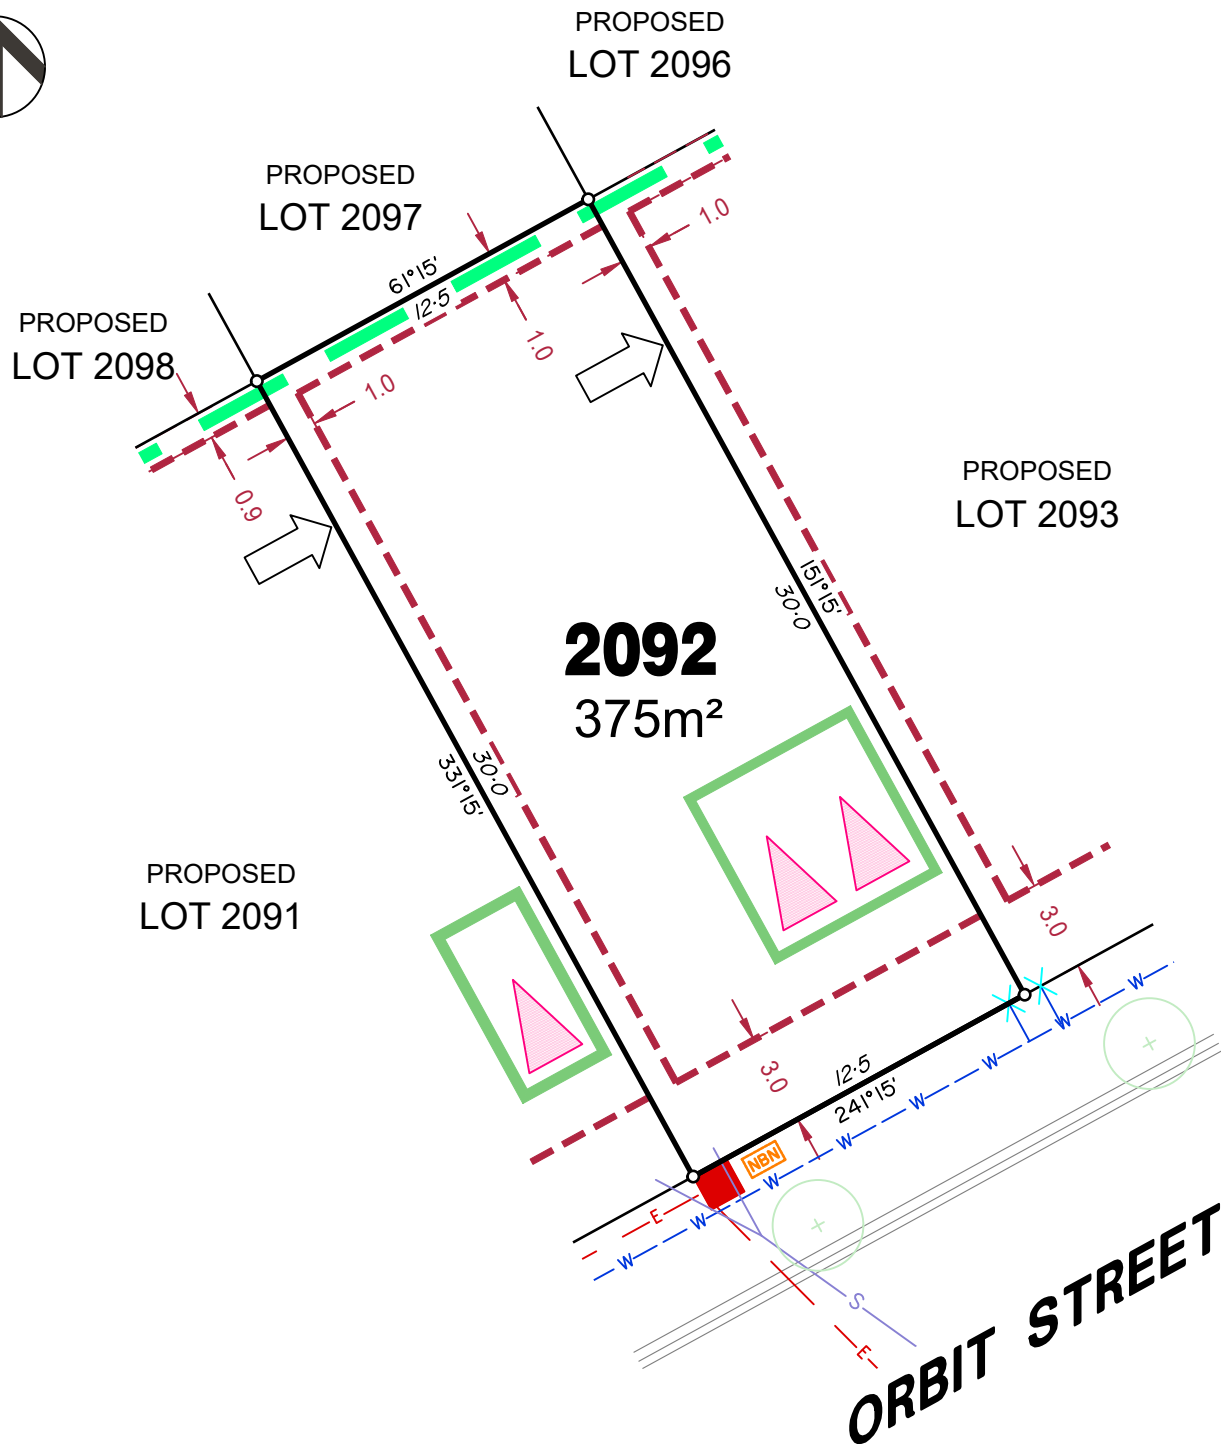 PROPOSED
LOT 2096
PROPOSED
LOT 2097
1.0
61°15'
12·5
PROPOSED
LOT 2098
1.0
1.0
PROPOSED
LOT 2093
0.9
151°15'
30·0
2092
375m²
30·0
331°15'
PROPOSED
LOT 2091
3.0
W
W
3.0
12·5
241°15'
W
W
W
NBN
W
E
W
W
S
E
ORBIT STREET